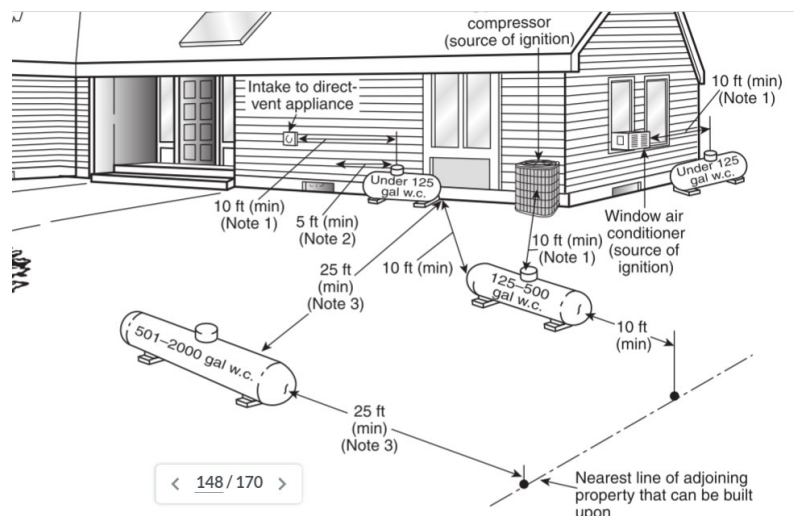 compressor
(source of ignition)
Intake to direct-
vent appliance
10 ft (min)
(Note 1)
Under 125
gal w.c.
Under 125
gal w.c.
10 ft (min)
(Note 1)
5 ft (min)
(Note 2)
25 ft
(min)
(Note 3)
10 ft (min)
10 ft (min)
(Note 1)
Window air
conditioner
(source of
ignition)
125–500
gal w.c.
501–2000 gal w.c.
10 ft
(min)
25 ft
(min)
(Note 3)
148 / 170
Nearest line of adjoining
property that can be built
upon